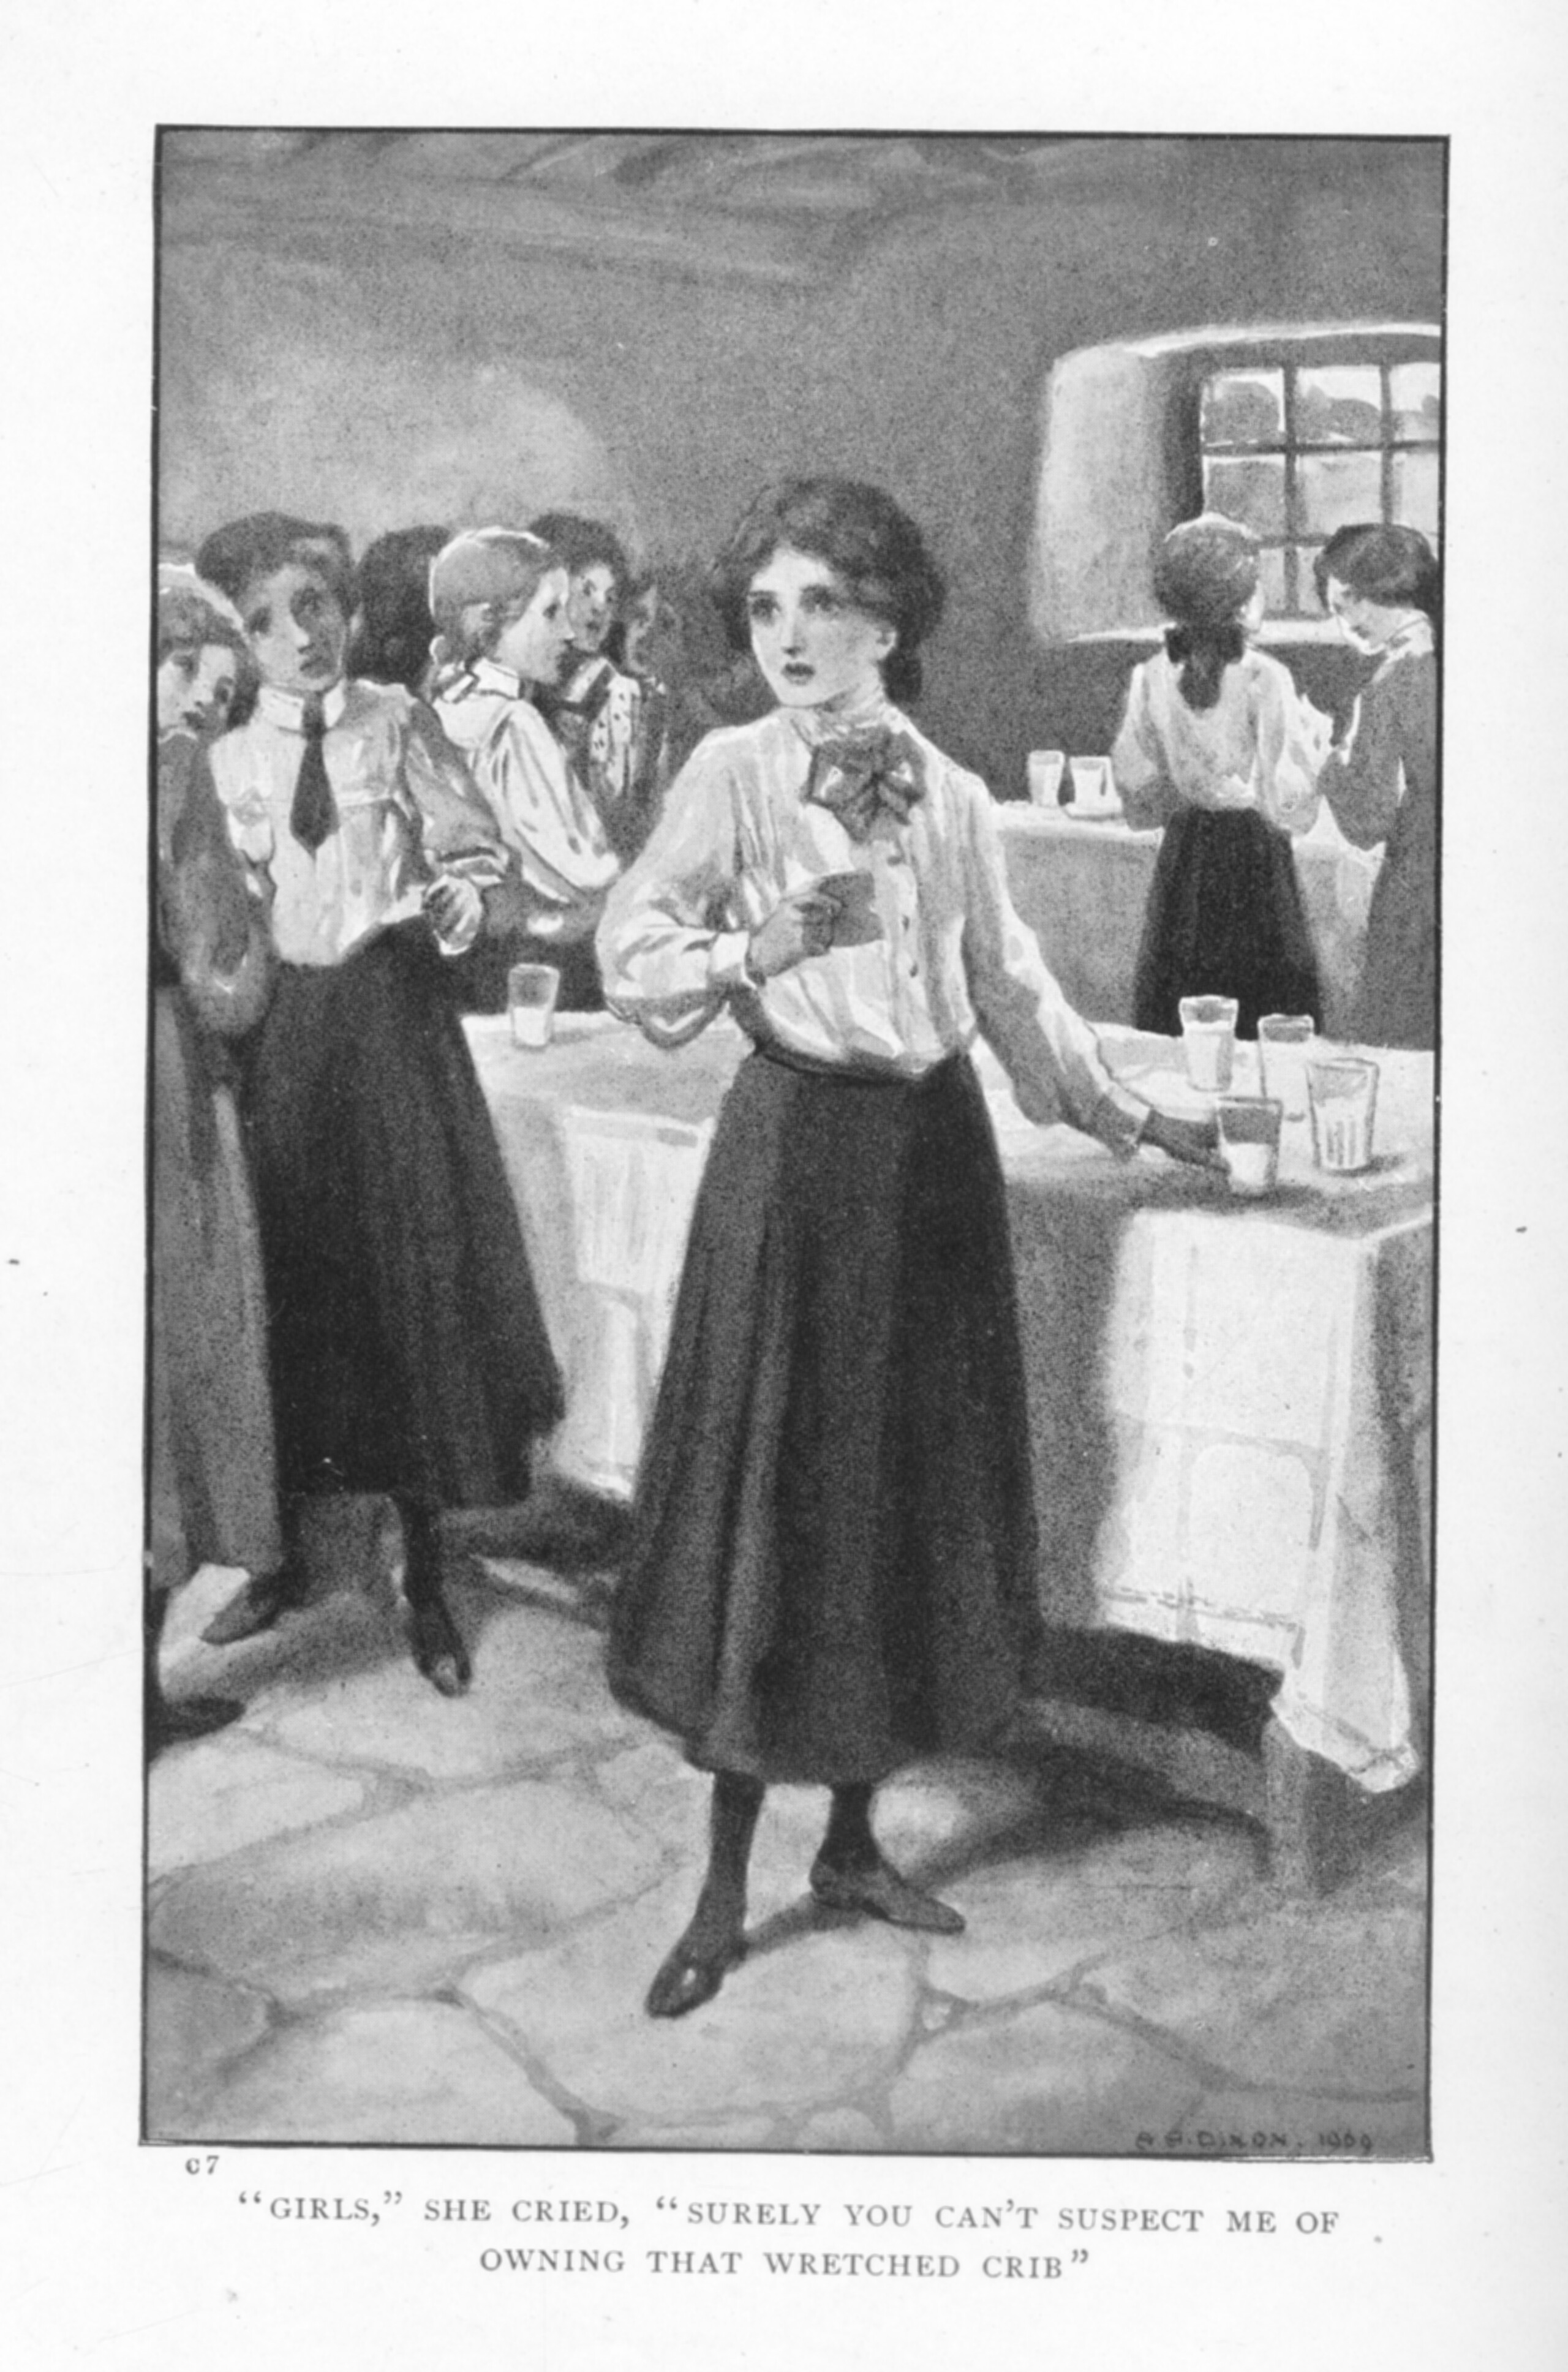 A. A. DIXON. 1909
C7
“GIRLS,” SHE CRIED, “SURELY YOU CAN’T SUSPECT ME OF
OWNING THAT WRETCHED CRIB”